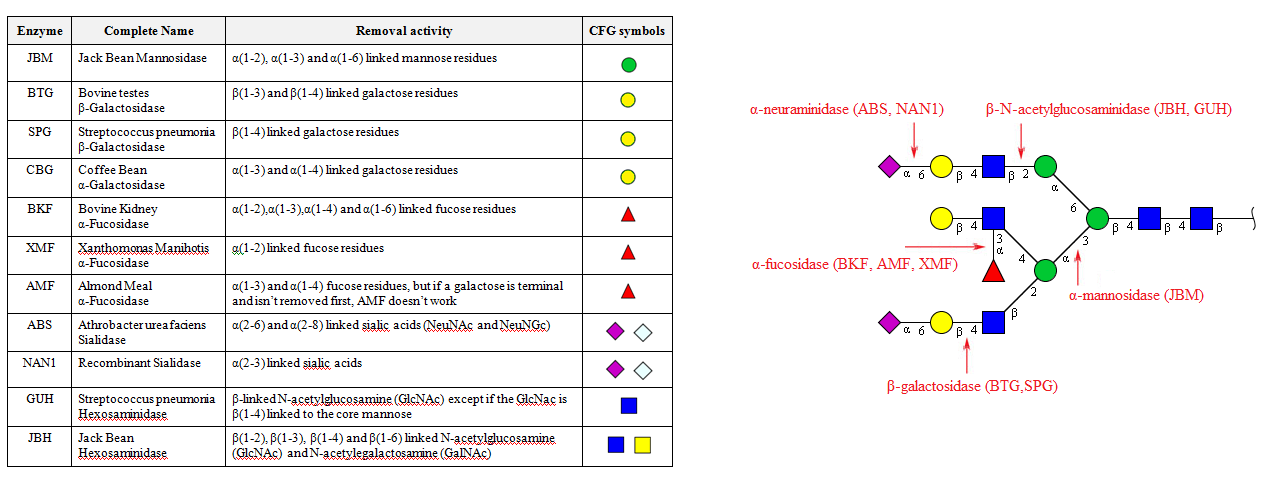 Enzyme Complete Name Removal activity CFG symbols
JBM Jack Bean Mannosidase α(1-2), α(1-3) and α(1-6) linked mannose residues
BTG Bovine testes β(1-3) and β(1-4) linked galactose residues
β-Galactosidase
SPG Streptococcus pneumonia β(1-4) linked galactose residues
β-Galactosidase
CBG Coffee Bean α(1-3) and α(1-4) linked galactose residues
α-Galactosidase
BKF Bovine Kidney α(1-2),α(1-3),α(1-4) and α(1-6) linked fucose residues
α-Fucosidase
XMF Xanthomonas Manihotis α(1-2) linked fucose residues
α-Fucosidase
AMF Almond Meal α(1-3) and α(1-4) fucose residues, but if a galactose is terminal
α-Fucosidase and isn't removed first, AMF doesn't work
ABS Athrobacter urea faciens α(2-6) and α(2-8) linked sialic acids (NeuNAc and NeuNGc)
Sialidase
NAN1 Recombinant Sialidase α(2-3) linked sialic acids
GUH Streptococcus pneumonia β-linked N-acetylglucosamine (GlcNAc) except if the GlcNac is
Hexosaminidase β(1-4) linked to the core mannose
JBH Jack Bean β(1-2), β(1-3), β(1-4) and β(1-6) linked N-acetylglucosamine
Hexosaminidase (GlcNAc) and N-acetylegalactosamine (GalNAc)
α-neuraminidase (ABS, NAN1) β-N-acetylglucosaminidase (JBH, GUH)
α 6 β 4 β 2
α
6
β 4 β 4 β 4 β
3 3
α 4 α
α-fucosidase (BKF, AMF, XMF)
α-mannosidase (JBM)
2
β
α 6 β 4
β-galactosidase (BTG,SPG)